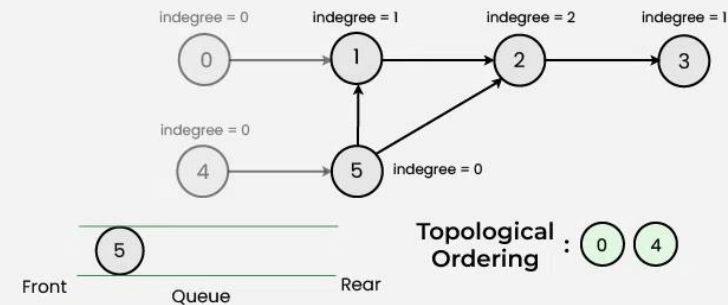 indegree = 0
indegree = 1
indegree = 2
indegree = 1
0
1
2
3
indegree = 0
4
5
indegree = 0
5
Topological
Ordering
:
0
4
Front
Queue
Rear